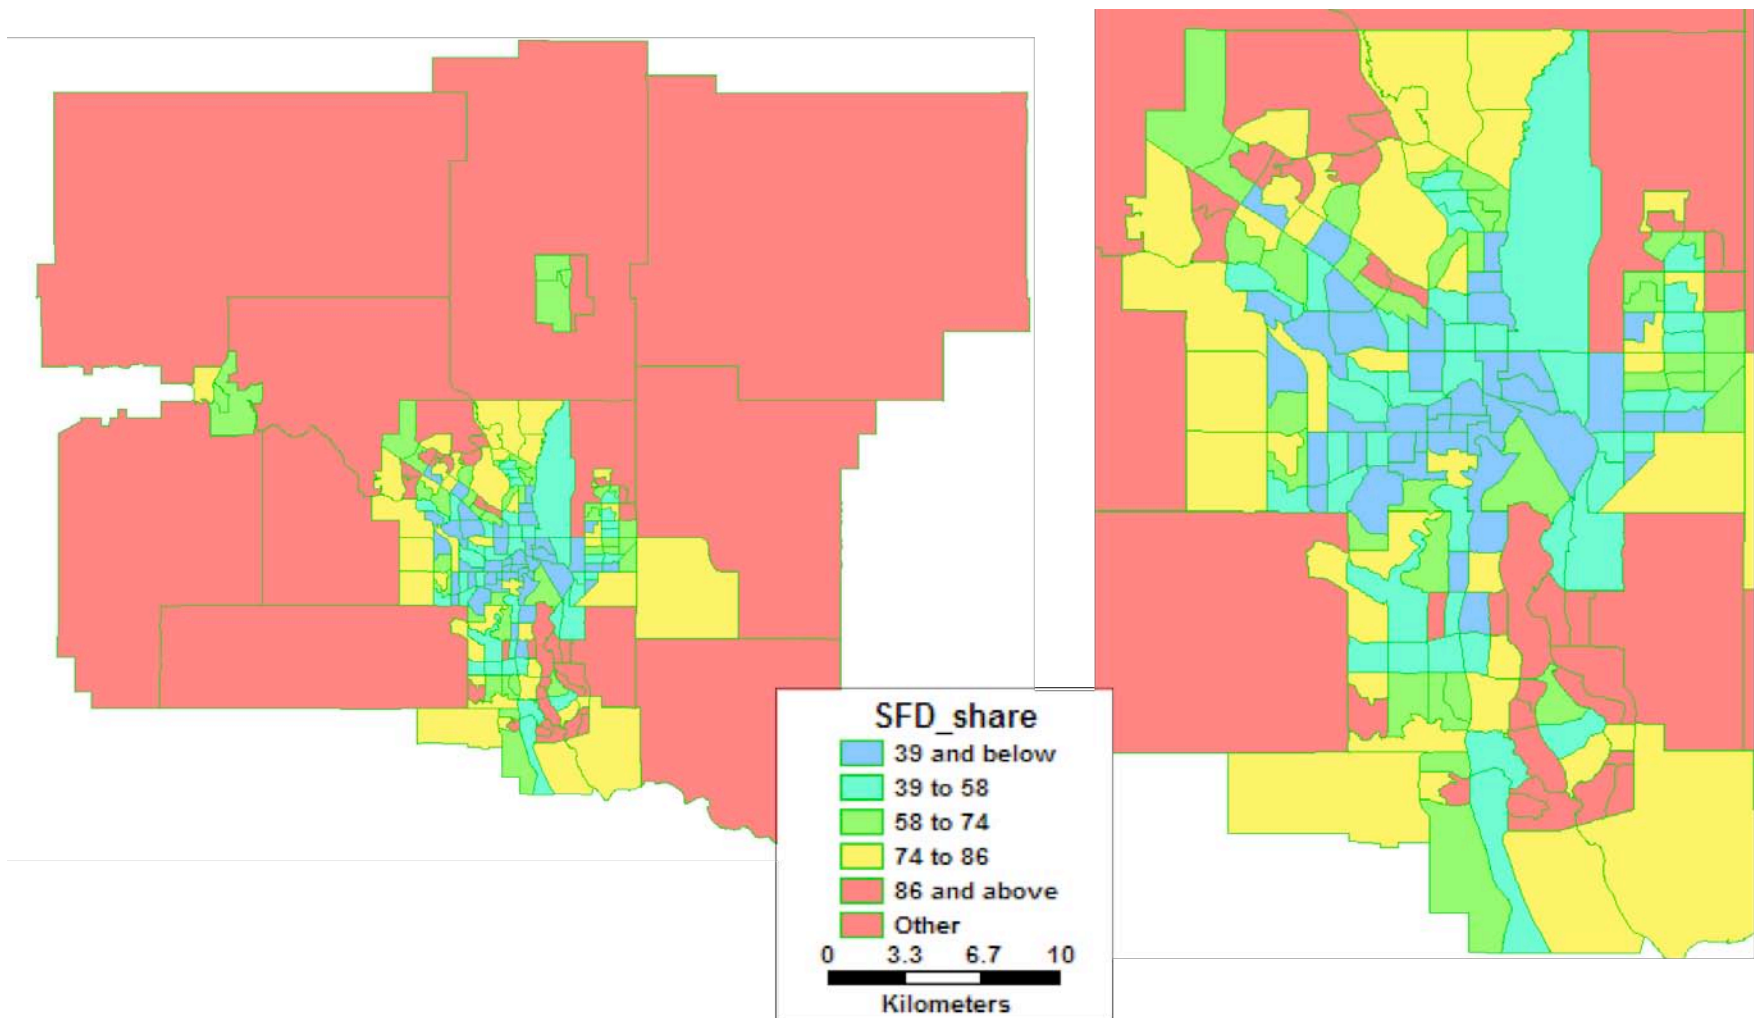 SFD_share
39 and below
39 to 58
58 to 74
74 to 86
86 and above
Other
0 3.3 6.7 10
Kilometers